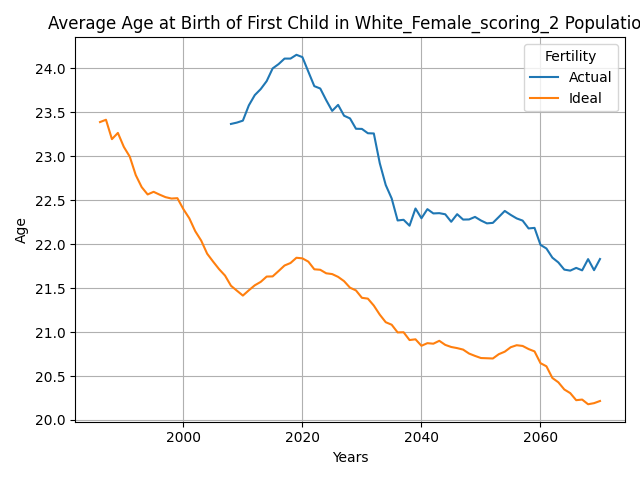 Average Age at Birth of First Child in White_Female_scoring_2 Populatio
Fertility
Actual
Ideal
Age
24.0
23.5
23.0
22.5
22.0
21.5
21.0
20.5
20.0
2000 2020 2040 2060
Years